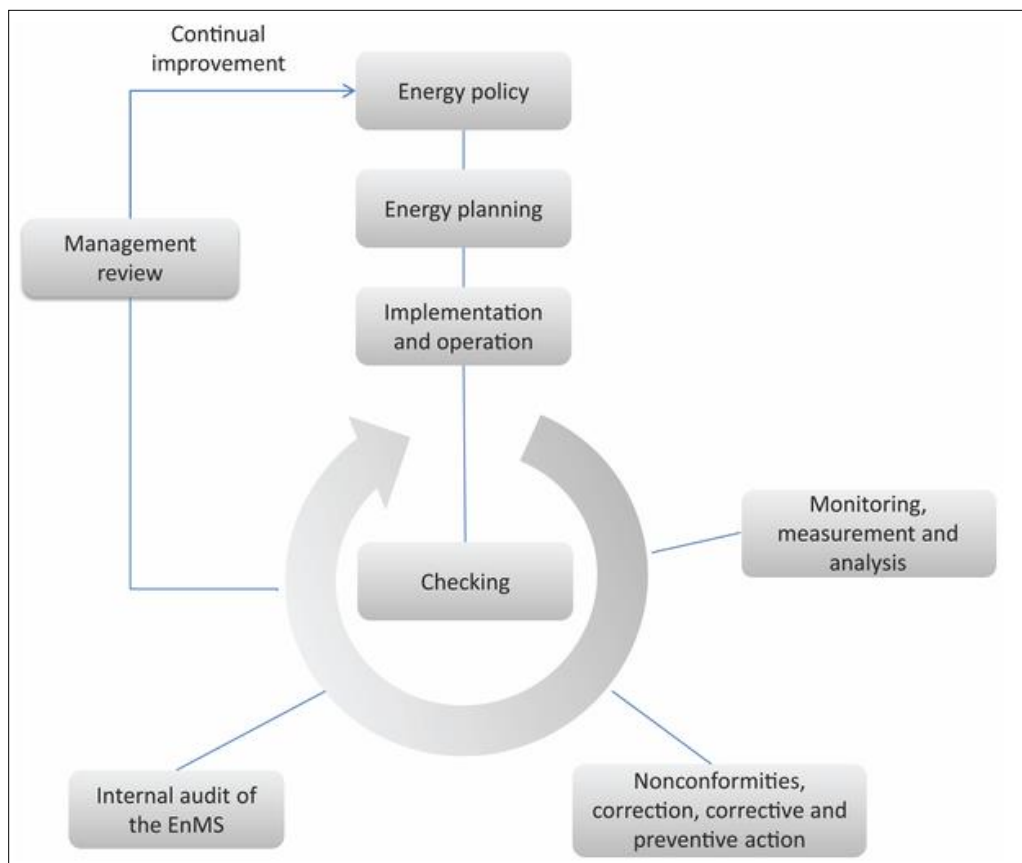 Continual
improvement
Energy policy
Energy planning
Management
review
Implementation
and operation
Monitoring,
measurement and
analysis
Checking
Internal audit of
the EnMS
Nonconformities,
correction, corrective and
preventive action